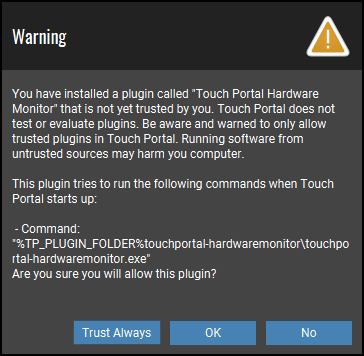 Warning
You have installed a plugin called "Touch Portal Hardware
Monitor" that is not yet trusted by you. Touch Portal does not
test or evaluate plugins. Be aware and warned to only allow
trusted plugins in Touch Portal. Running software from
untrusted sources may harm you computer.
This plugin tries to run the following commands when Touch
Portal starts up:
- Command:
"%TP_PLUGIN_FOLDER%touchportal-hardwaremonitor\touchpo
rtal-hardwaremonitor.exe"
Are you sure you will allow this plugin?
Trust Always OK No